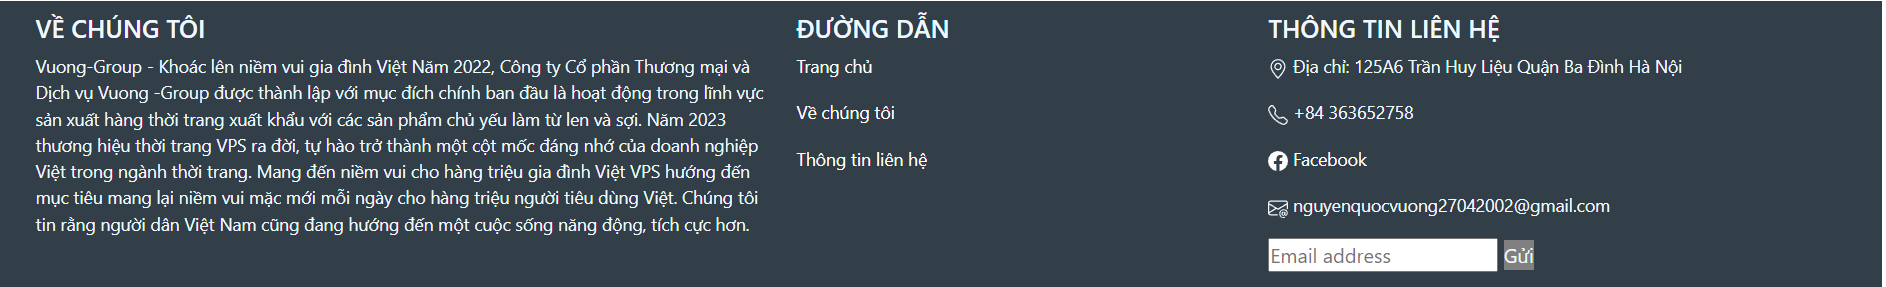 VỀ CHÚNG TÔI
Vuong-Group - Khoác lên niềm vui gia đình Việt Năm 2022, Công ty Cổ phần Thương mại và
Dịch vụ Vuong -Group được thành lập với mục đích chính ban đầu là hoạt động trong lĩnh vực
sản xuất hàng thời trang xuất khẩu với các sản phẩm chủ yếu làm từ len và sợi. Năm 2023
thương hiệu thời trang VPS ra đời, tự hào trở thành một cột mốc đáng nhớ của doanh nghiệp
Việt trong ngành thời trang. Mang đến niềm vui cho hàng triệu gia đình Việt VPS hướng đến
mục tiêu mang lại niềm vui mặc mới mỗi ngày cho hàng triệu người tiêu dùng Việt. Chúng tôi
tin rằng người dân Việt Nam cũng đang hướng đến một cuộc sống năng động, tích cực hơn.
ĐƯỜNG DẪN
Trang chủ
Về chúng tôi
Thông tin liên hệ
THÔNG TIN LIÊN HỆ
Địa chỉ: 125A6 Trần Huy Liệu Quận Ba Đình Hà Nội
+84 363652758
Facebook
nguyenquocvuong27042002@gmail.com
Email address Gửi